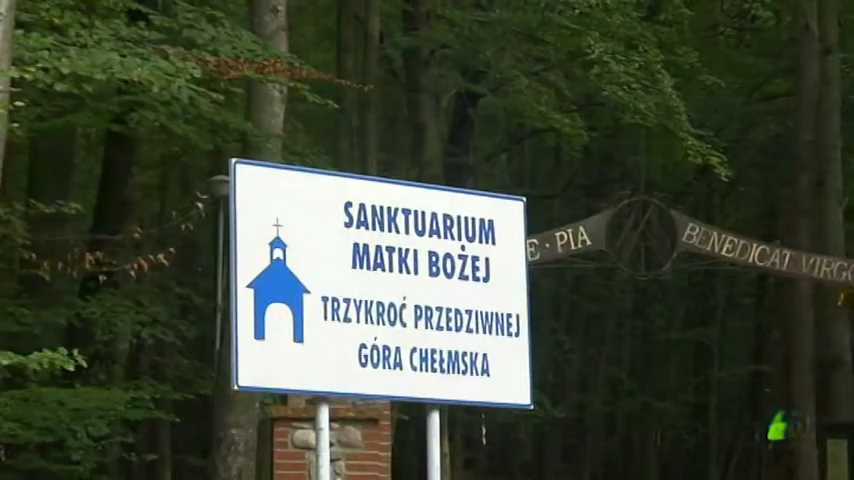 SANKTUARIUM
MATKI BOŻEJ
TRZYKROĆ PRZEDZIWNEJ
GÓRA CHEŁMSKA
E · PIA
BENEDICAT VIRGO